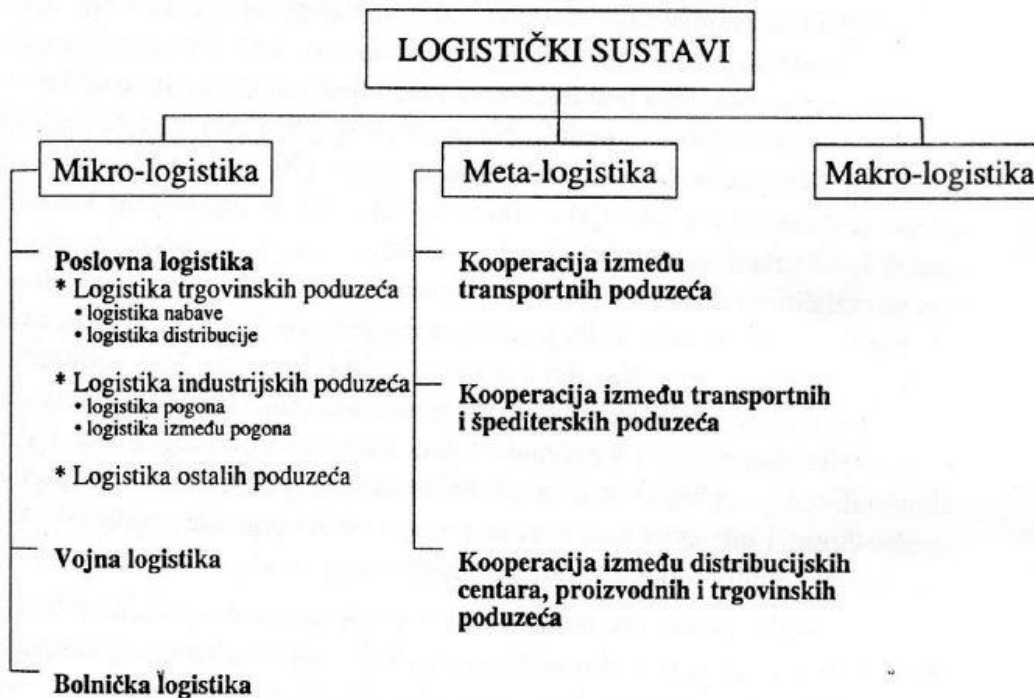 LOGISTIČKI SUSTAVI
Mikro-logistika
Meta-logistika
Makro-logistika
Poslovna logistika
* Logistika trgovinskih poduzeća
• logistika nabave
• logistika distribucije
* Logistika industrijskih poduzeća
• logistika pogona
• logistika između pogona
* Logistika ostalih poduzeća
Vojna logistika
Bolnička logistika
Kooperacija između
transportnih poduzeća
Kooperacija između transportnih
i špediterskih poduzeća
Kooperacija između distribucijskih
centara, proizvodnih i trgovinskih
poduzeća